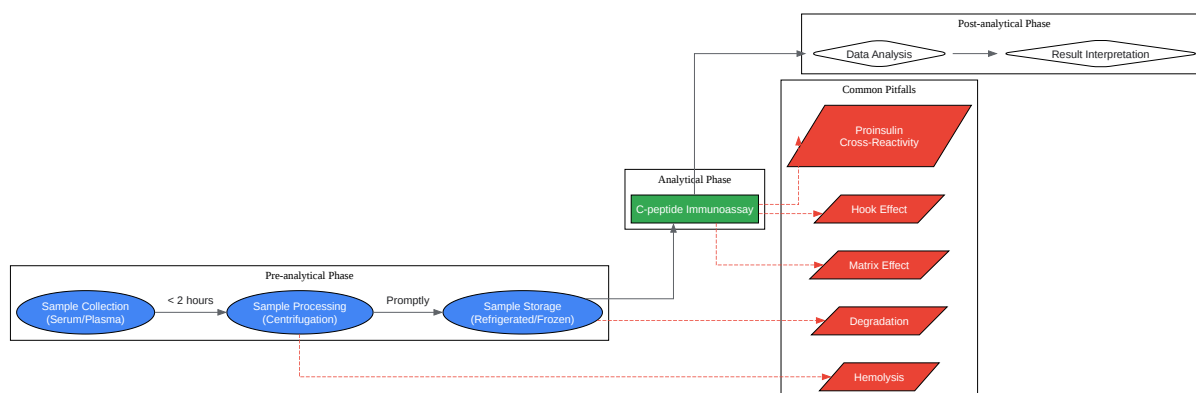 Post-analytical Phase
Data Analysis
Result Interpretation
Common Pitfalls
Proinsulin
Cross-Reactivity
Analytical Phase
C-peptide Immunoassay
Hook Effect
Matrix Effect
Pre-analytical Phase
Sample Collection
(Serum/Plasma)
< 2 hours
Sample Processing
(Centrifugation)
Promptly
Sample Storage
(Refrigerated/Frozen)
Degradation
Hemolysis